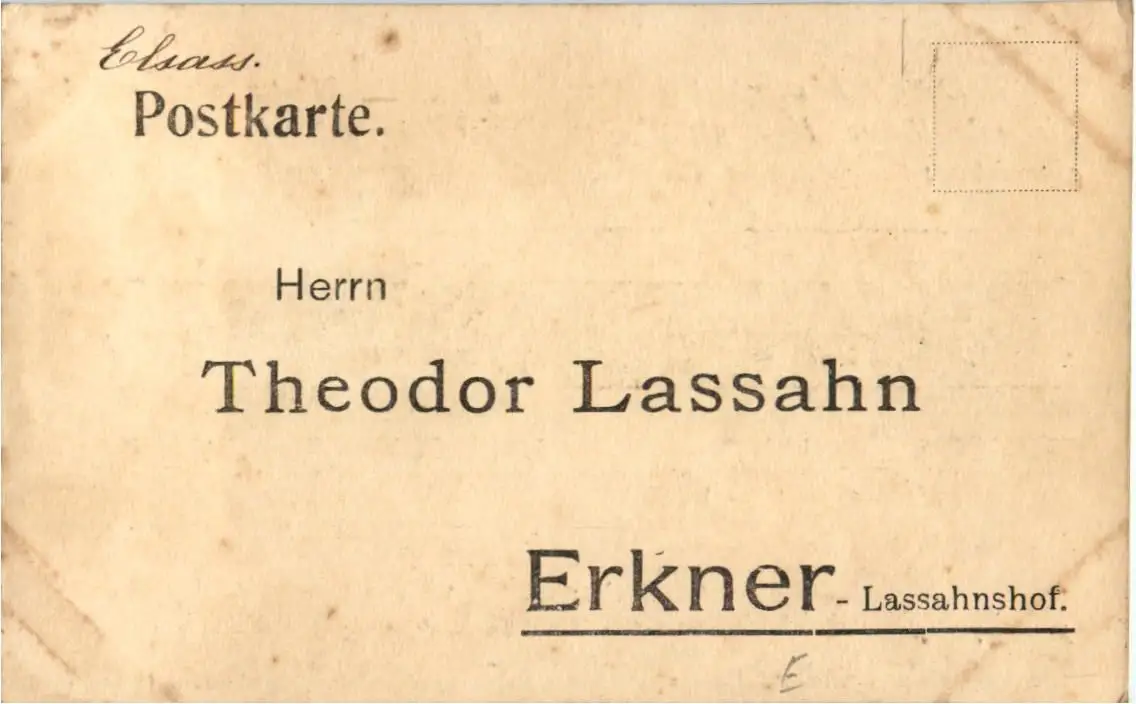 Elsass.
Postkarte.
Herrn
Theodor Lassahn
Erkner - Lassahnshof.
E